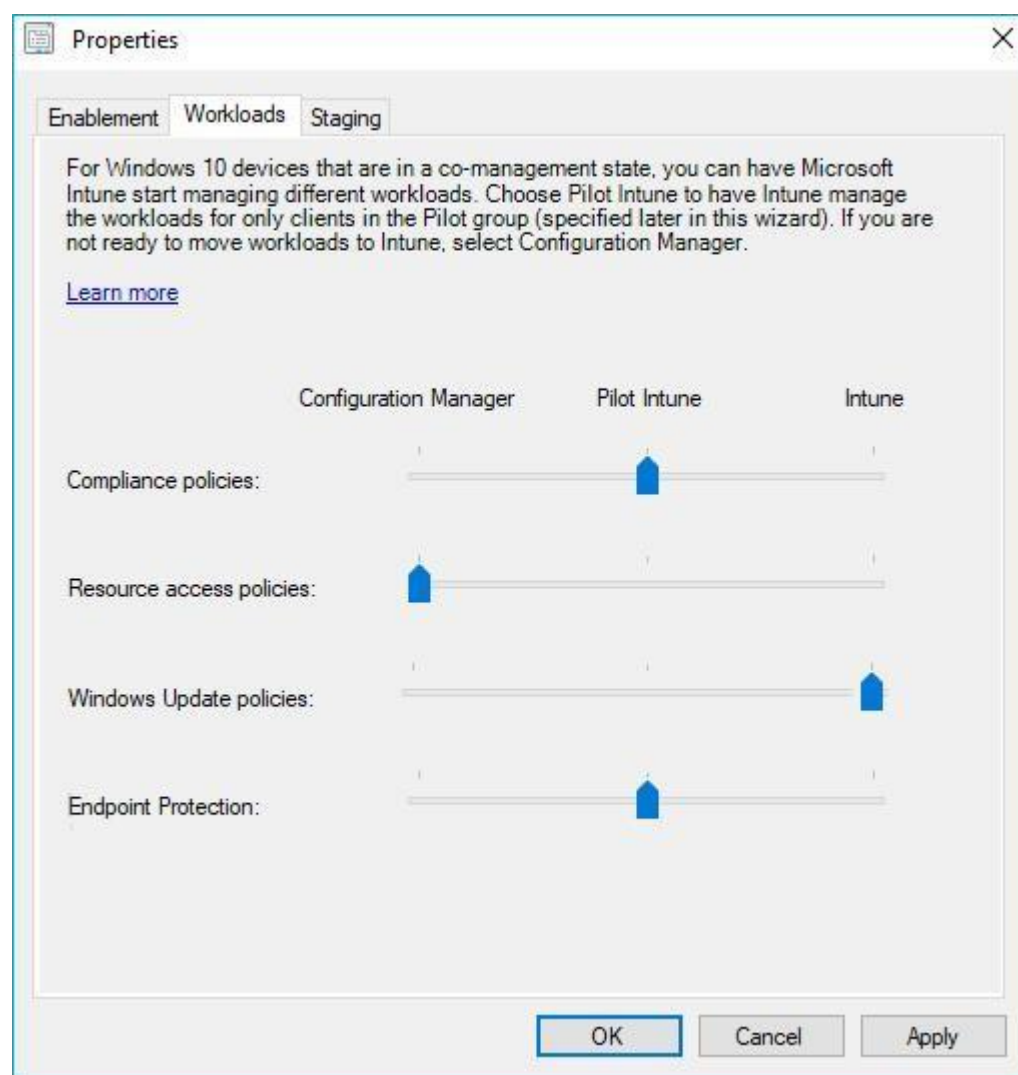 Properties
Enablement Workloads Staging
For Windows 10 devices that are in a co-management state, you can have Microsoft
Intune start managing different workloads. Choose Pilot Intune to have Intune manage
the workloads for only clients in the Pilot group (specified later in this wizard). If you are
not ready to move workloads to Intune, select Configuration Manager.
Learn more
Configuration Manager Pilot Intune Intune
Compliance policies:
Resource access policies:
Windows Update policies:
Endpoint Protection:
OK Cancel Apply